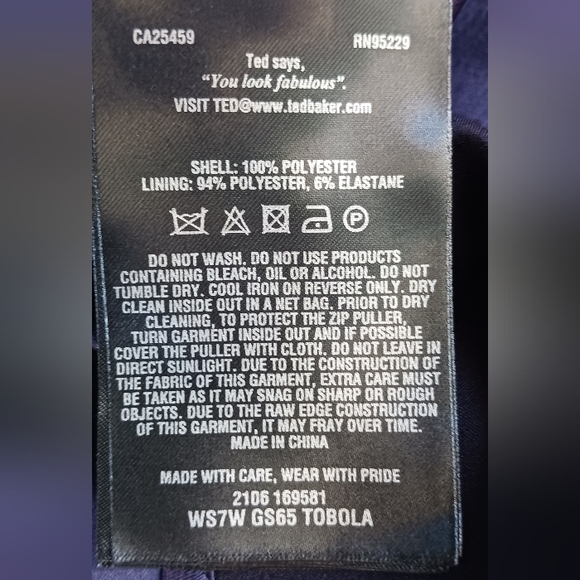 CA25459 RN95229
Ted says,
"You look fabulous".
VISIT TED@www.tedbaker.com
SHELL: 100% POLYESTER
LINING: 94% POLYESTER, 6% ELASTANE
P
DO NOT WASH. DO NOT USE PRODUCTS
CONTAINING BLEACH, OIL OR ALCOHOL. DO NOT
TUMBLE DRY. COOL IRON ON REVERSE ONLY. DRY
CLEAN INSIDE OUT IN A NET BAG. PRIOR TO DRY
CLEANING, TO PROTECT THE ZIP PULLER,
TURN GARMENT INSIDE OUT AND IF POSSIBLE
COVER THE PULLER WITH CLOTH. DO NOT LEAVE IN
DIRECT SUNLIGHT. DUE TO THE CONSTRUCTION OF
THE FABRIC OF THIS GARMENT, EXTRA CARE MUST
BE TAKEN AS IT MAY SNAG ON SHARP OR ROUGH
OBJECTS. DUE TO THE RAW EDGE CONSTRUCTION
OF THIS GARMENT, IT MAY FRAY OVER TIME.
MADE IN CHINA
MADE WITH CARE, WEAR WITH PRIDE
2106 169581
WS7W GS65 TOBOLA